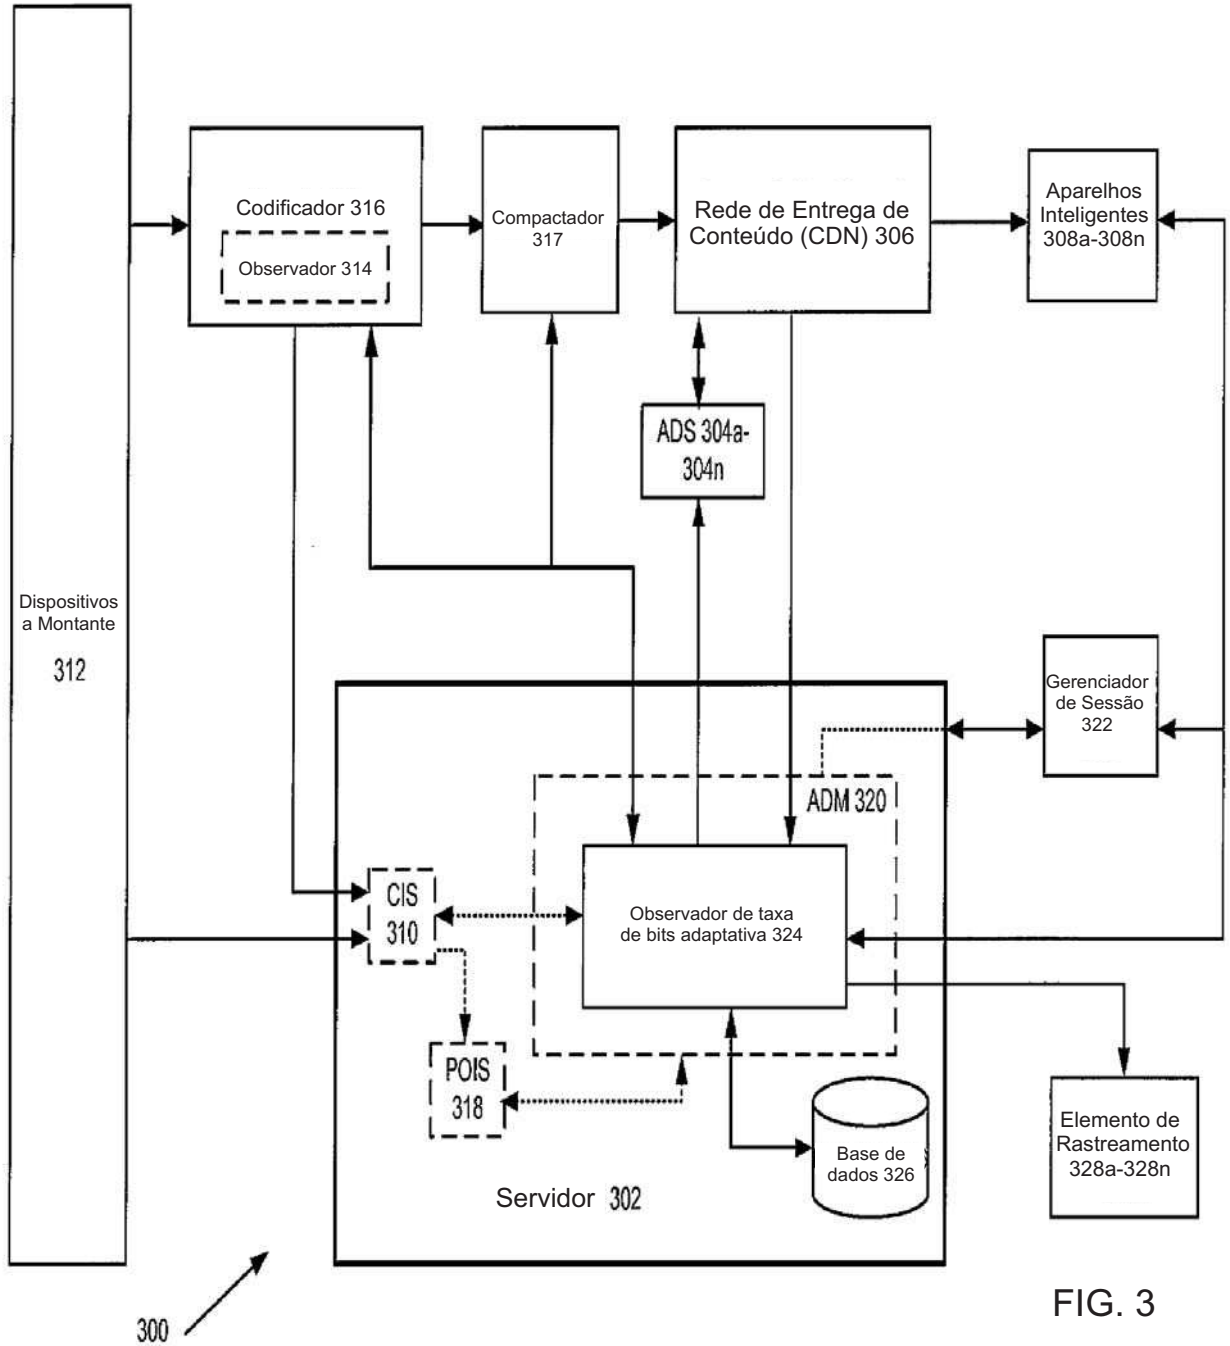 Codificador 316
Observador 314
Compactador
317
Rede de Entrega de
Conteúdo (CDN) 306
Aparelhos
Inteligentes
308a-308n
ADS 304a-
304n
Dispositivos
a Montante
312
Gerenciador
de Sessão
322
ADM 320
CIS
310
Observador de taxa
de bits adaptativa 324
POIS
318
Base de
dados 326
Elemento de
Rastreamento
328a-328n
Servidor 302
300
FIG. 3